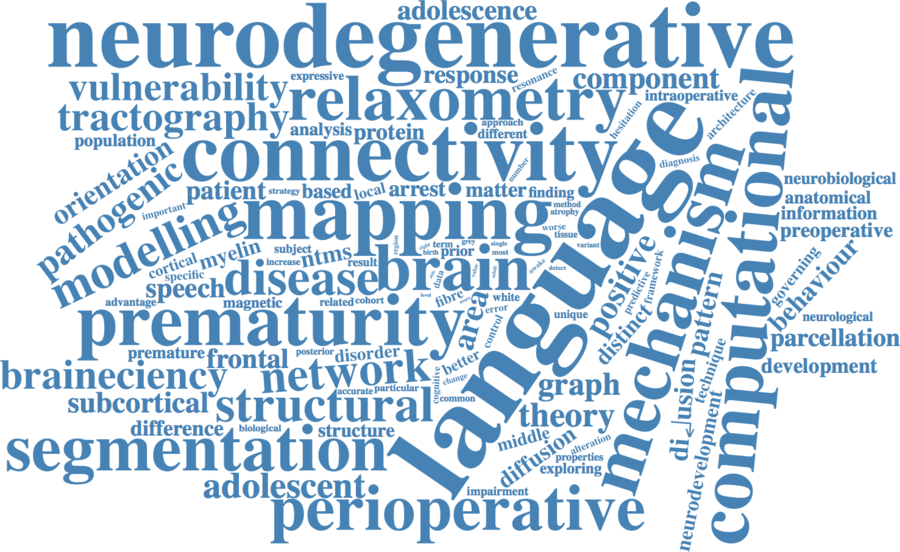 adolescence
neurodegenerative
vulnerability
expressive
response
resonance
component
relaxometry
intraoperative
tractography
hesitation
architecture
computational
population
analysis
protein
approach
different
connectivity
number
language
diagnosis
mechanism
orientation
pathogenic
patient
strategy
based
local
arrest
matter
finding
neurobiological
anatomical
information
preoperative
important
modelling
mapping
method
atrophy
worse
tissue
variant
cortical
myelin
specific
subject
increase
ntms
result
region
right
birth
term
prior
grey
single
most
awake
detect
positive
predictive
framework
distinct
governing
behaviour
speech
disease
brain
data
adult
fibre
white
error
area
control
unique
pattern
neurological
advantage
magnetic
related
cohort
level
prematurity
parcellation
premature
frontal
posterior
disorder
better
cognitive
change
common
technique
development
braineciency
network
accurate
particular
graph
theory
subcortical
structural
difference
biological
structure
middle
alteration
properties
diffusion
exploring
segmentation
adolescent
impairment
perioperative
neurodevelopment